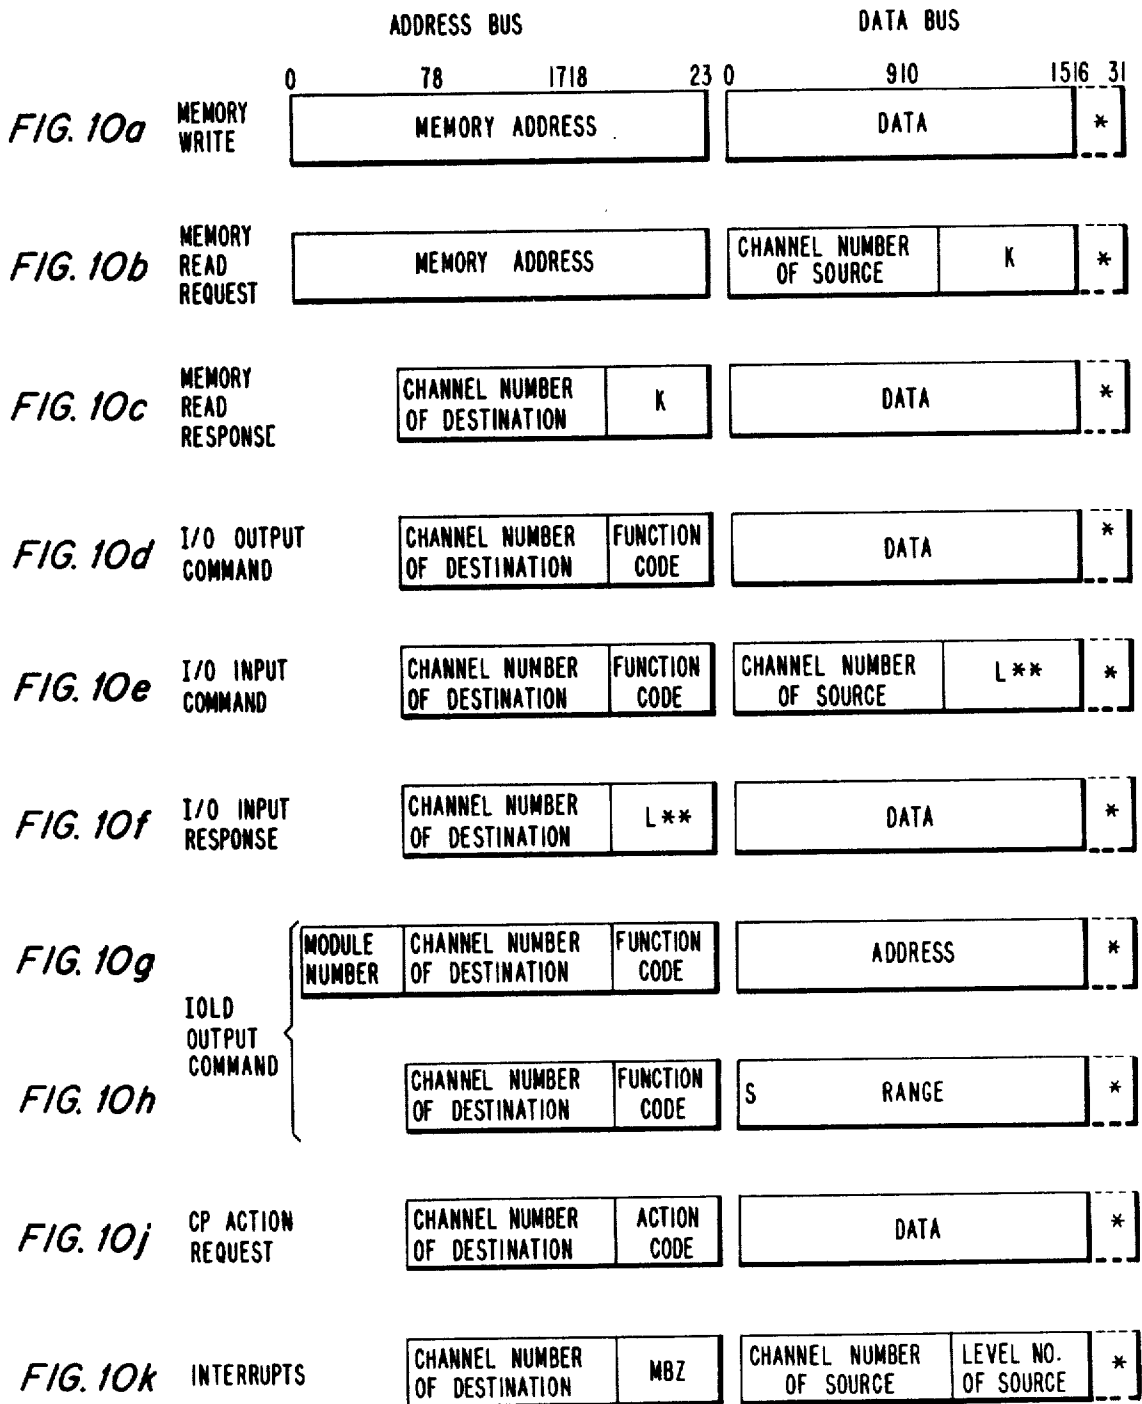 ADDRESS BUS DATA BUS
0 78 1718 23 0 910 1516 31
FIG. 10a MEMORY WRITE MEMORY ADDRESS DATA *
FIG. 10b MEMORY READ REQUEST MEMORY ADDRESS CHANNEL NUMBER OF SOURCE K *
FIG. 10c MEMORY READ RESPONSE CHANNEL NUMBER OF DESTINATION K DATA *
FIG. 10d I/O OUTPUT COMMAND CHANNEL NUMBER OF DESTINATION FUNCTION CODE DATA *
FIG. 10e I/O INPUT COMMAND CHANNEL NUMBER OF DESTINATION FUNCTION CODE CHANNEL NUMBER OF SOURCE L** *
FIG. 10f I/O INPUT RESPONSE CHANNEL NUMBER OF DESTINATION L** DATA *
FIG. 10g MODULE NUMBER CHANNEL NUMBER OF DESTINATION FUNCTION CODE ADDRESS *
IOLD OUTPUT COMMAND
FIG. 10h CHANNEL NUMBER OF DESTINATION FUNCTION CODE S RANGE *
FIG. 10j CP ACTION REQUEST CHANNEL NUMBER OF DESTINATION ACTION CODE DATA *
FIG. 10k INTERRUPTS CHANNEL NUMBER OF DESTINATION MBZ CHANNEL NUMBER OF SOURCE LEVEL NO. OF SOURCE *